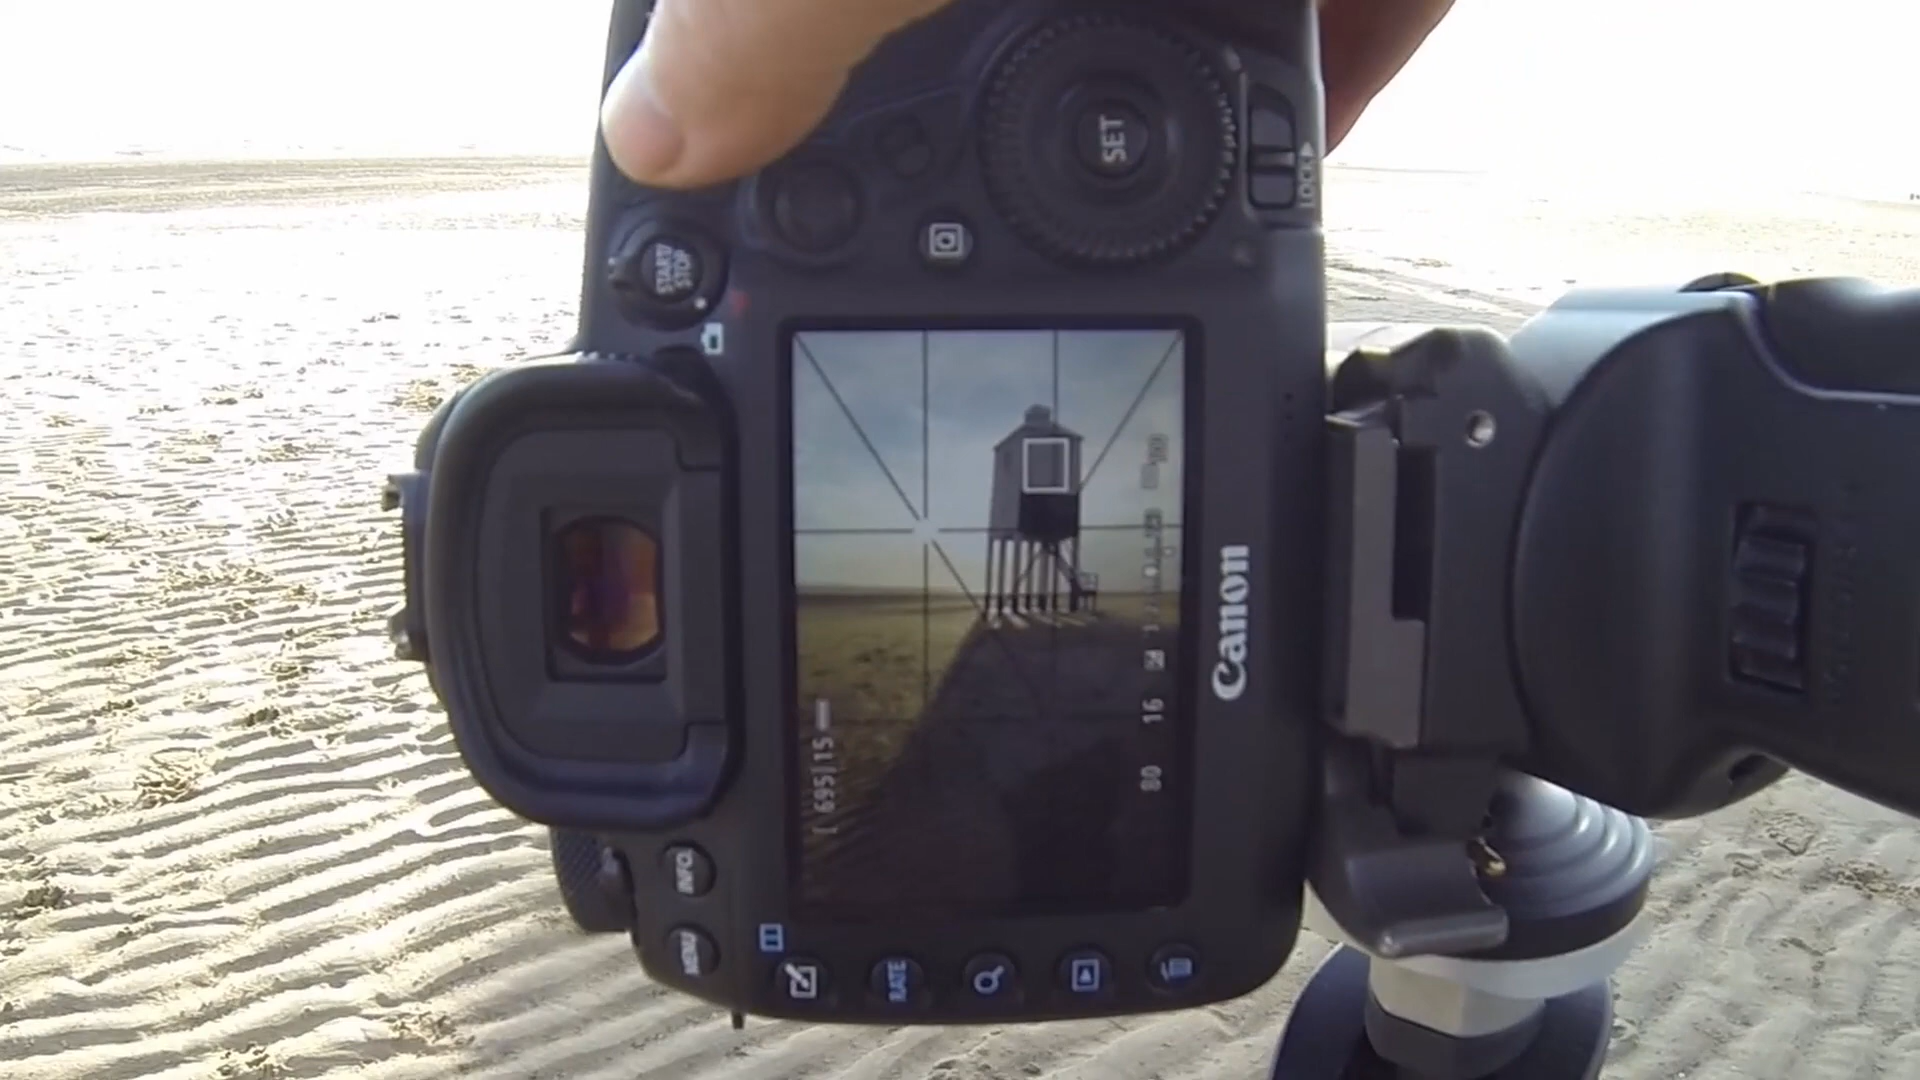 SET
LOCK▶
START/
STOP
[ 695 | 15
16
80
Canon
INFO.
MENU
RATE